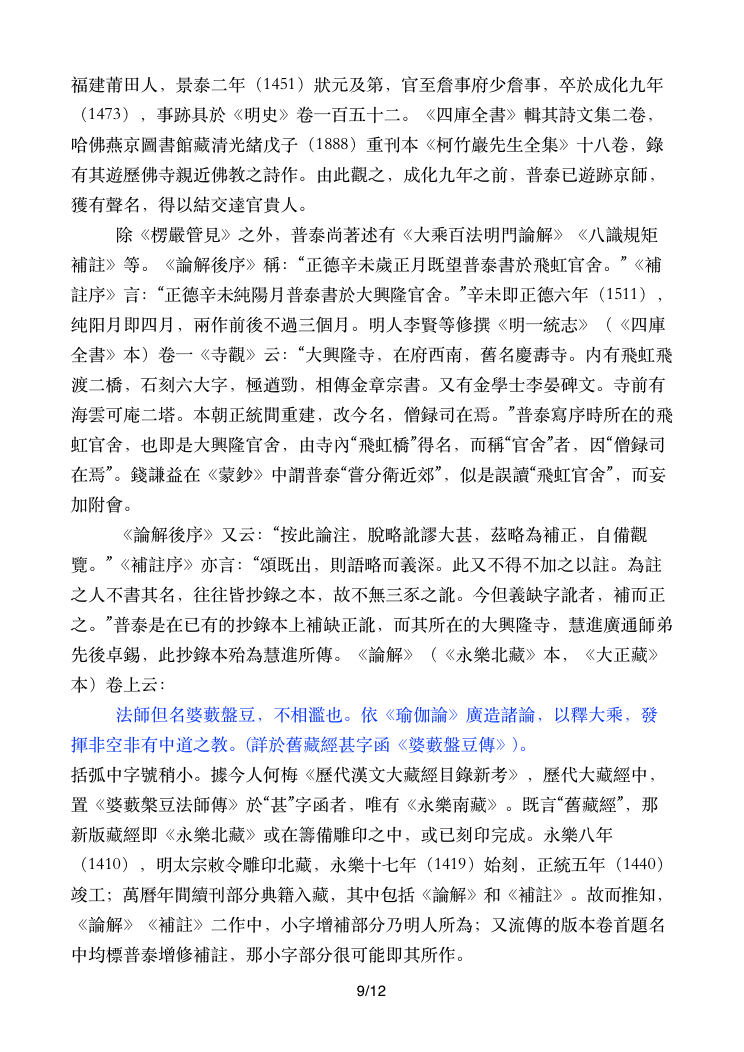 福建莆田人，景泰二年（1451）狀元及第，官至詹事府少詹事，卒於成化九年
（1473），事跡具於《明史》卷一百五十二。《四庫全書》輯其詩文集二卷，
哈佛燕京圖書館藏清光緒戊子（1888）重刊本《柯竹巖先生全集》十八卷，錄
有其遊歷佛寺親近佛教之詩作。由此觀之，成化九年之前，普泰已遊跡京師，
獲有聲名，得以結交達官貴人。
除《楞嚴管見》之外，普泰尚著述有《大乘百法明門論解》《八識規矩
補註》等。《論解後序》稱：“正德辛未歲正月既望普泰書於飛虹官舍。”《補
註序》言：“正德辛未純陽月普泰書於大興隆官舍。”辛未即正德六年（1511），
纯阳月即四月，兩作前後不過三個月。明人李賢等修撰《明一統志》（《四庫
全書》本）卷一《寺觀》云：“大興隆寺，在府西南，舊名慶壽寺。内有飛虹飛
渡二橋，石刻六大字，極遒勁，相傳金章宗書。又有金學士李晏碑文。寺前有
海雲可庵二塔。本朝正統間重建，改今名，僧録司在焉。”普泰寫序時所在的飛
虹官舍，也即是大興隆官舍，由寺內“飛虹橋”得名，而稱“官舍”者，因“僧録司
在焉”。錢謙益在《蒙鈔》中謂普泰“嘗分衛近郊”，似是誤讀“飛虹官舍”，而妄
加附會。
《論解後序》又云：“按此論注，脫略訛謬大甚，茲略為補正，自備觀
覽。”《補註序》亦言：“頌既出，則語略而義深。此又不得不加之以註。為註
之人不書其名，往往皆抄錄之本，故不無三豕之訛。今但義缺字訛者，補而正
之。”普泰是在已有的抄錄本上補缺正訛，而其所在的大興隆寺，慧進廣通師弟
先後卓錫，此抄錄本殆為慧進所傳。《論解》（《永樂北藏》本，《大正藏》
本）卷上云：
法師但名婆藪盤豆，不相濫也。依《瑜伽論》廣造諸論，以釋大乘，發
揮非空非有中道之教。(詳於舊藏經甚字函《婆藪盤豆傳》)。
括弧中字號稍小。據今人何梅《歷代漢文大藏經目錄新考》，歷代大藏經中，
置《婆藪槃豆法師傳》於“甚”字函者，唯有《永樂南藏》。既言“舊藏經”，那
新版藏經即《永樂北藏》或在籌備雕印之中，或已刻印完成。永樂八年
（1410），明太宗敕令雕印北藏，永樂十七年（1419）始刻，正統五年（1440）
竣工；萬曆年間續刊部分典籍入藏，其中包括《論解》和《補註》。故而推知，
《論解》《補註》二作中，小字增補部分乃明人所為；又流傳的版本卷首題名
中均標普泰增修補註，那小字部分很可能即其所作。
9/12